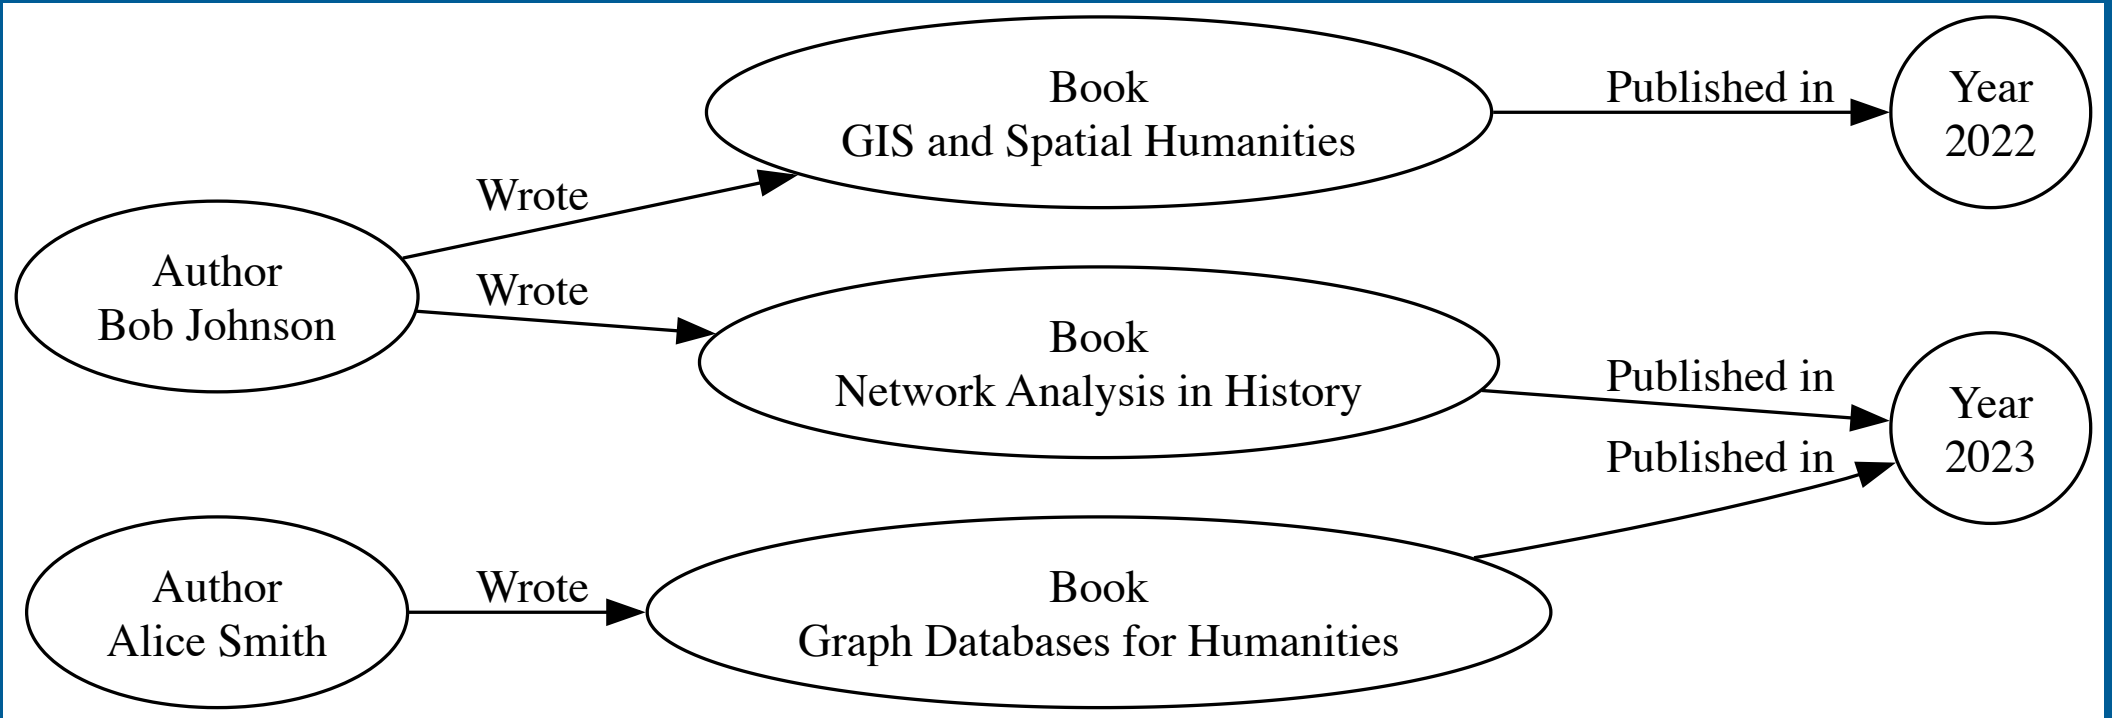 Book
GIS and Spatial Humanities
Published in
Year
2022
Wrote
Author
Bob Johnson
Wrote
Book
Network Analysis in History
Published in
Year
2023
Published in
Author
Alice Smith
Wrote
Book
Graph Databases for Humanities